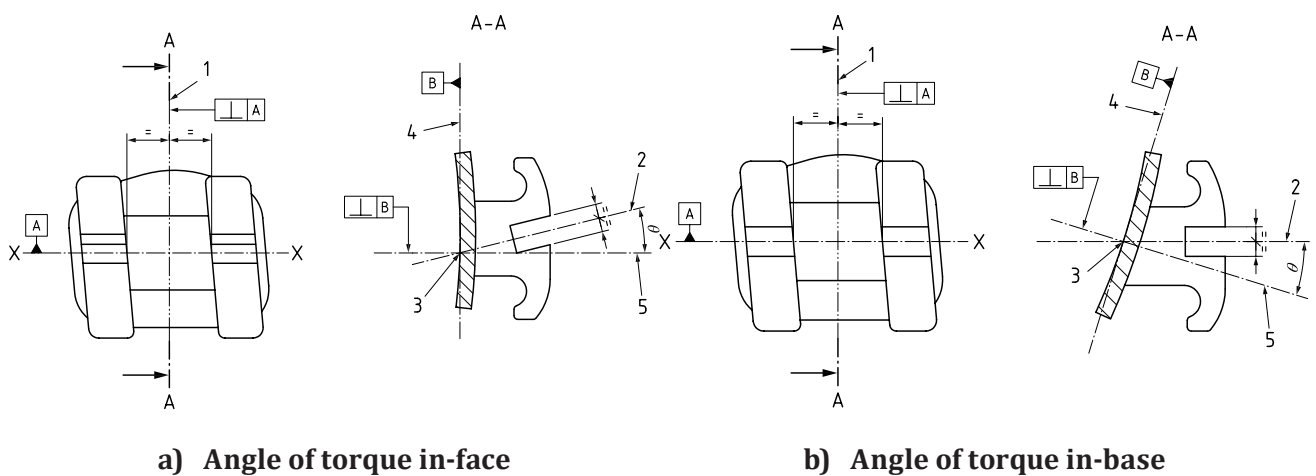 A
A–A
1
B
⊥ A
= =
4
2
⊥ B
=
θ
A
X X
3
5
A
A
A–A
1
B
⊥ A
4
= =
⊥ B
2
A
=
X X
θ
3
5
A
a) Angle of torque in-face
b) Angle of torque in-base